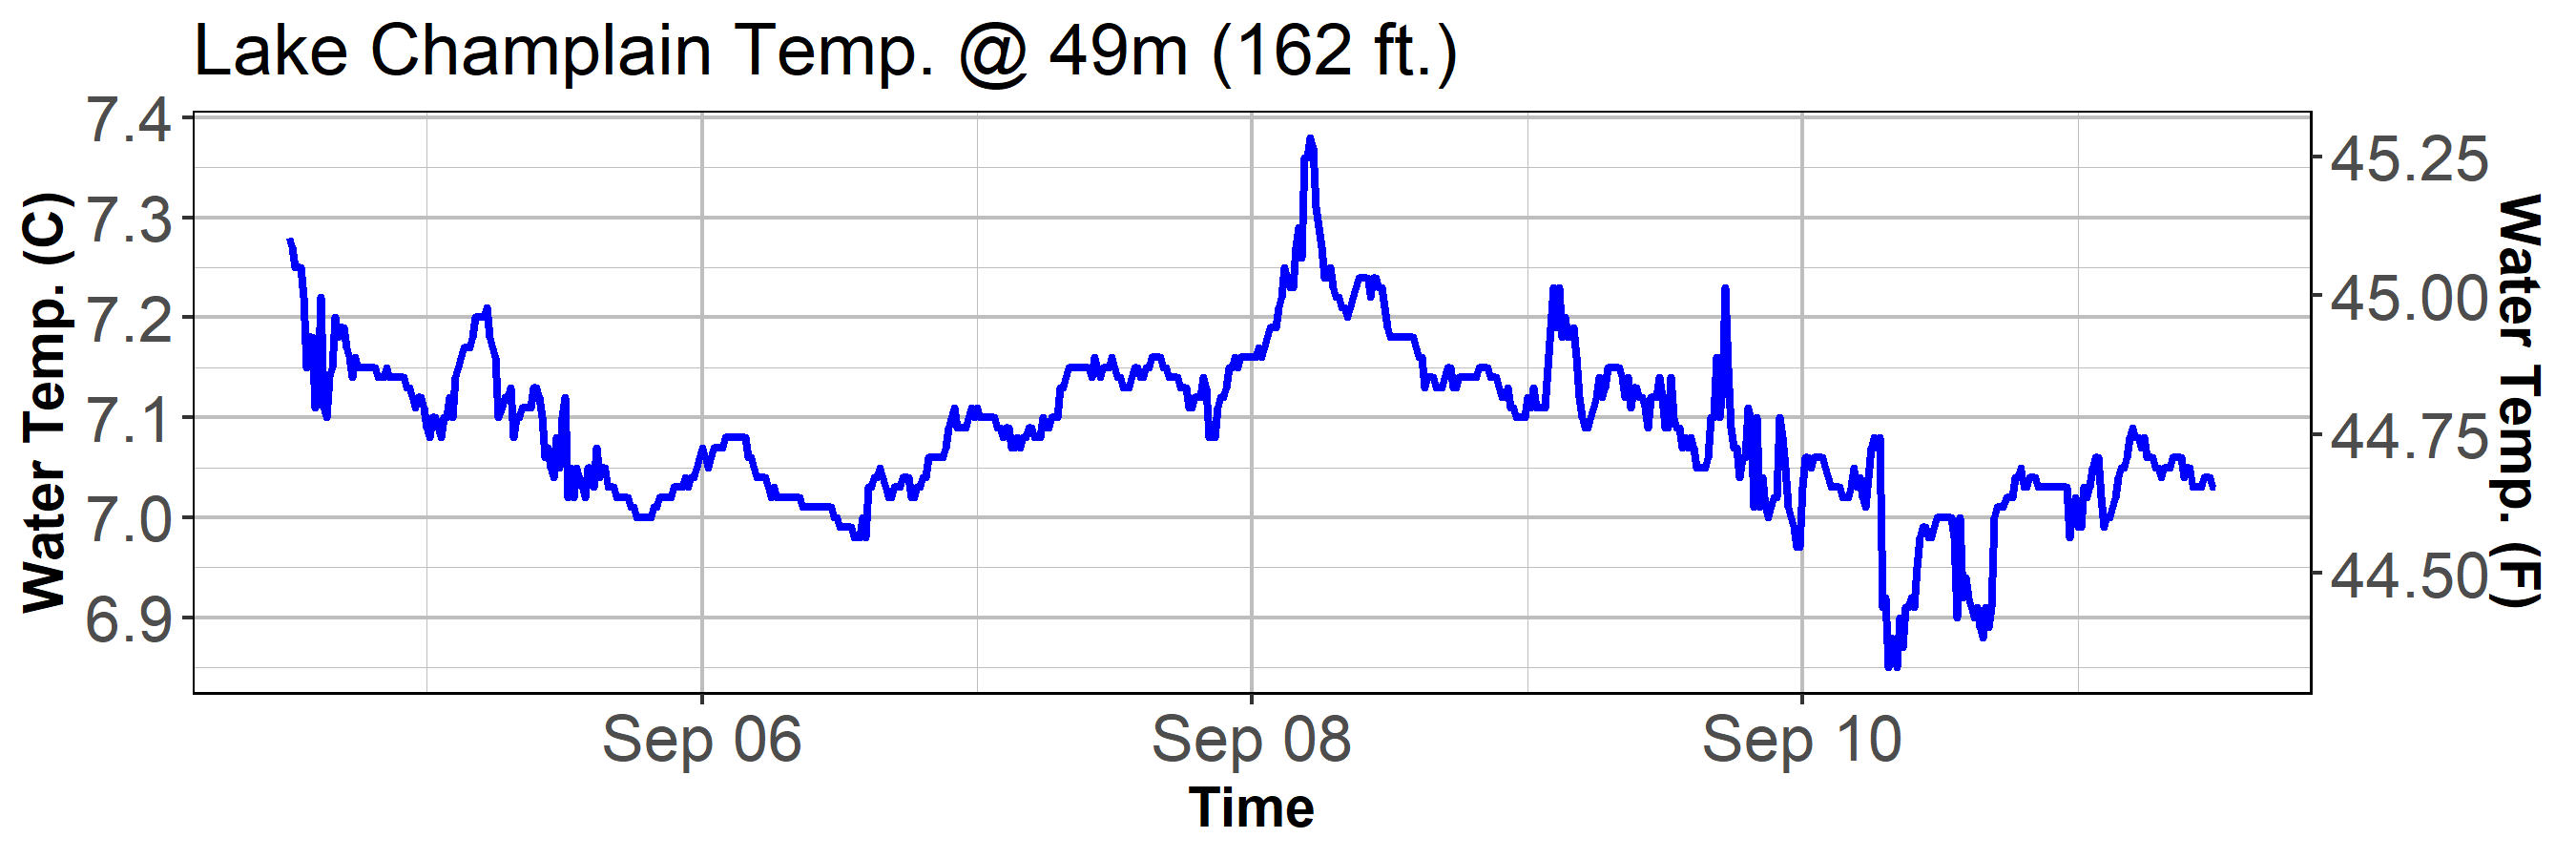 Lake Champlain Temp. @ 49m (162 ft.)
Water Temp. (C)
7.4
7.3
7.2
7.1
7.0
6.9
45.25
45.00
44.75
44.50
Water Temp. (F)
Sep 06 Sep 08 Sep 10
Time